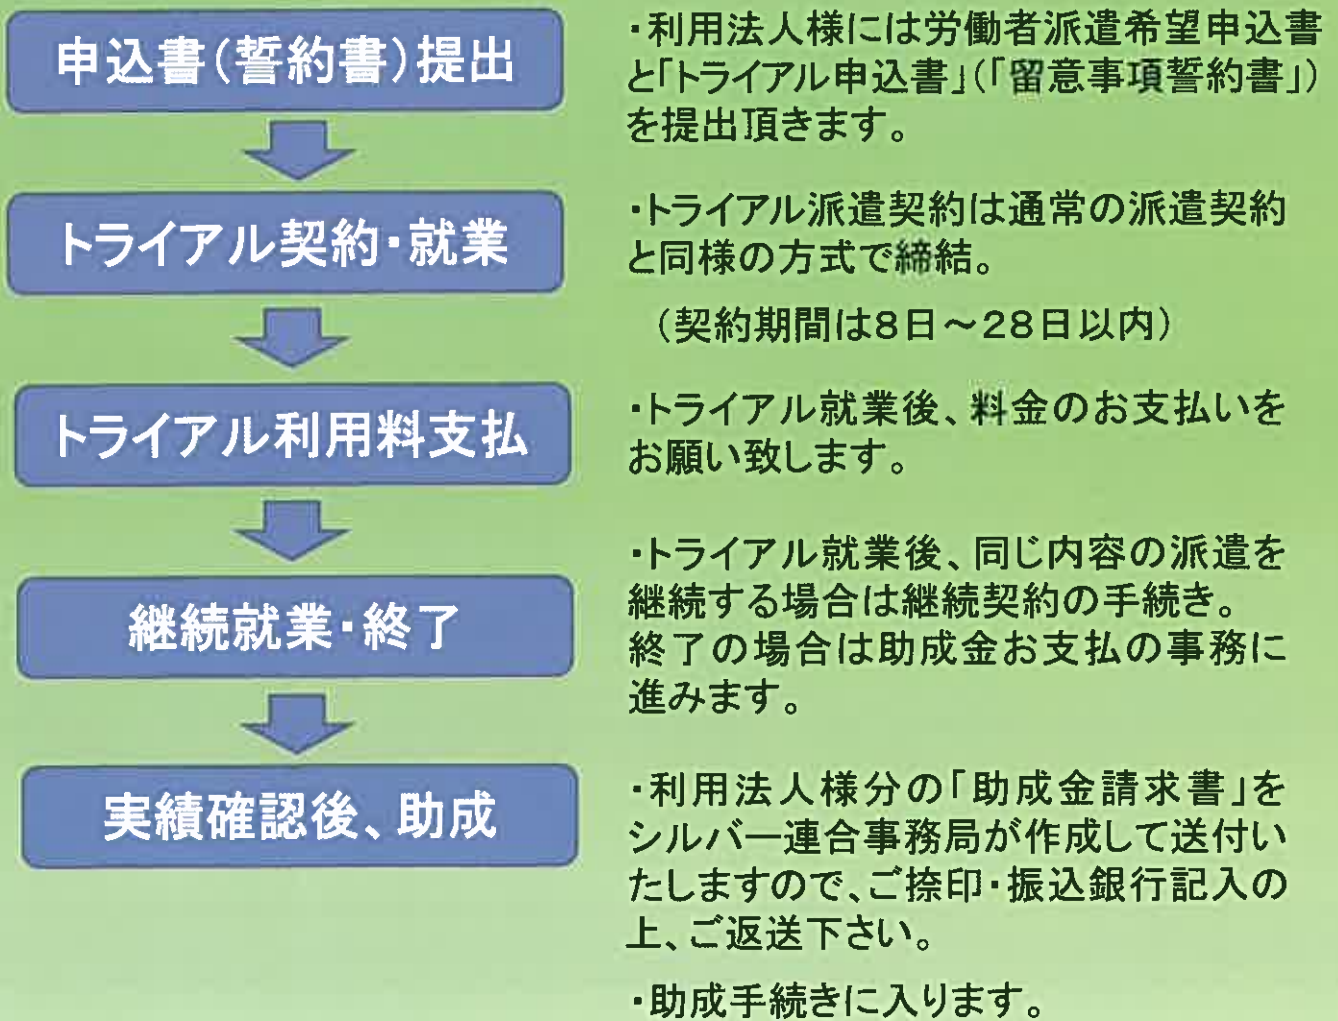 申込書(誓約書)提出
・利用法人様には労働者派遣希望申込書
と「トライアル申込書」(「留意事項誓約書」)
を提出頂きます。
トライアル契約・就業
・トライアル派遣契約は通常の派遣契約
と同様の方式で締結。
(契約期間は8日～28日以内)
トライアル利用料支払
・トライアル就業後、料金のお支払いを
お願い致します。
継続就業・終了
・トライアル就業後、同じ内容の派遣を
継続する場合は継続契約の手続き。
終了の場合は助成金お支払の事務に
進みます。
実績確認後、助成
・利用法人様分の「助成金請求書」を
シルバー連合事務局が作成して送付い
たしますので、ご捺印・振込銀行記入の
上、ご返送下さい。
・助成手続きに入ります。